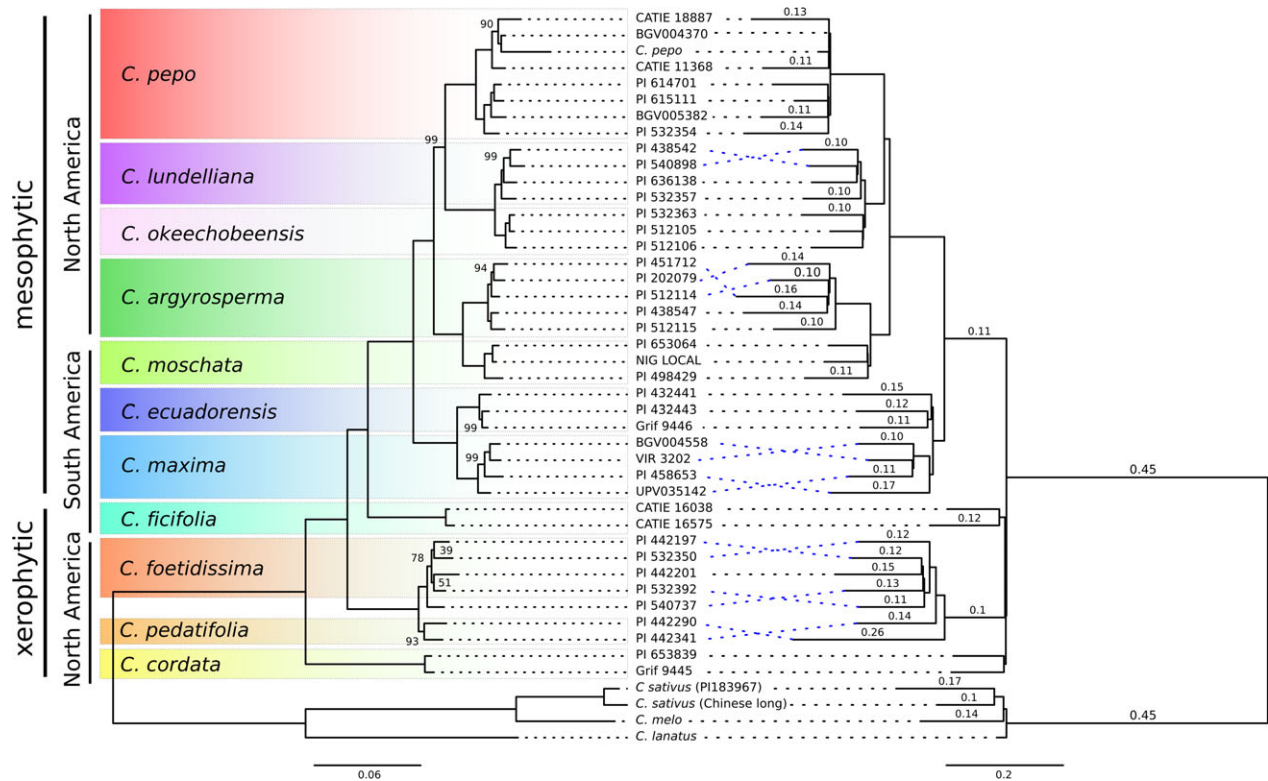 mesophytic
xerophytic
North America
South America
North America
C. pepo
C. lundelliana
C. okeechobeensis
C. argyrosperma
C. moschata
C. ecuadorensis
C. maxima
C. ficifolia
C. foetidissima
C. pedatifolia
C. cordata
90
99
99
94
99
99
78
39
51
93
CATIE 18887
BGV004370
C. pepo
CATIE 11368
PI 614701
PI 615111
BGV005382
PI 532354
PI 438542
PI 540898
PI 636138
PI 532357
PI 532363
PI 512105
PI 512106
PI 451712
PI 202079
PI 512114
PI 438547
PI 512115
PI 653064
NIG LOCAL
PI 498429
PI 432441
PI 432443
Grif 9446
BGV004558
VIR 3202
PI 458653
UPV035142
CATIE 16038
CATIE 16575
PI 442197
PI 532350
PI 442201
PI 532392
PI 540737
PI 442290
PI 442341
PI 653839
Grif 9445
C sativus (PI183967)
C. sativus (Chinese long)
C. melo
C. lanatus
0.13
0.11
0.11
0.14
0.10
0.10
0.10
0.14
0.10
0.16
0.14
0.10
0.11
0.15
0.12
0.11
0.10
0.11
0.17
0.12
0.12
0.12
0.15
0.13
0.11
0.14
0.26
0.17
0.1
0.14
0.11
0.1
0.45
0.45
0.06
0.2